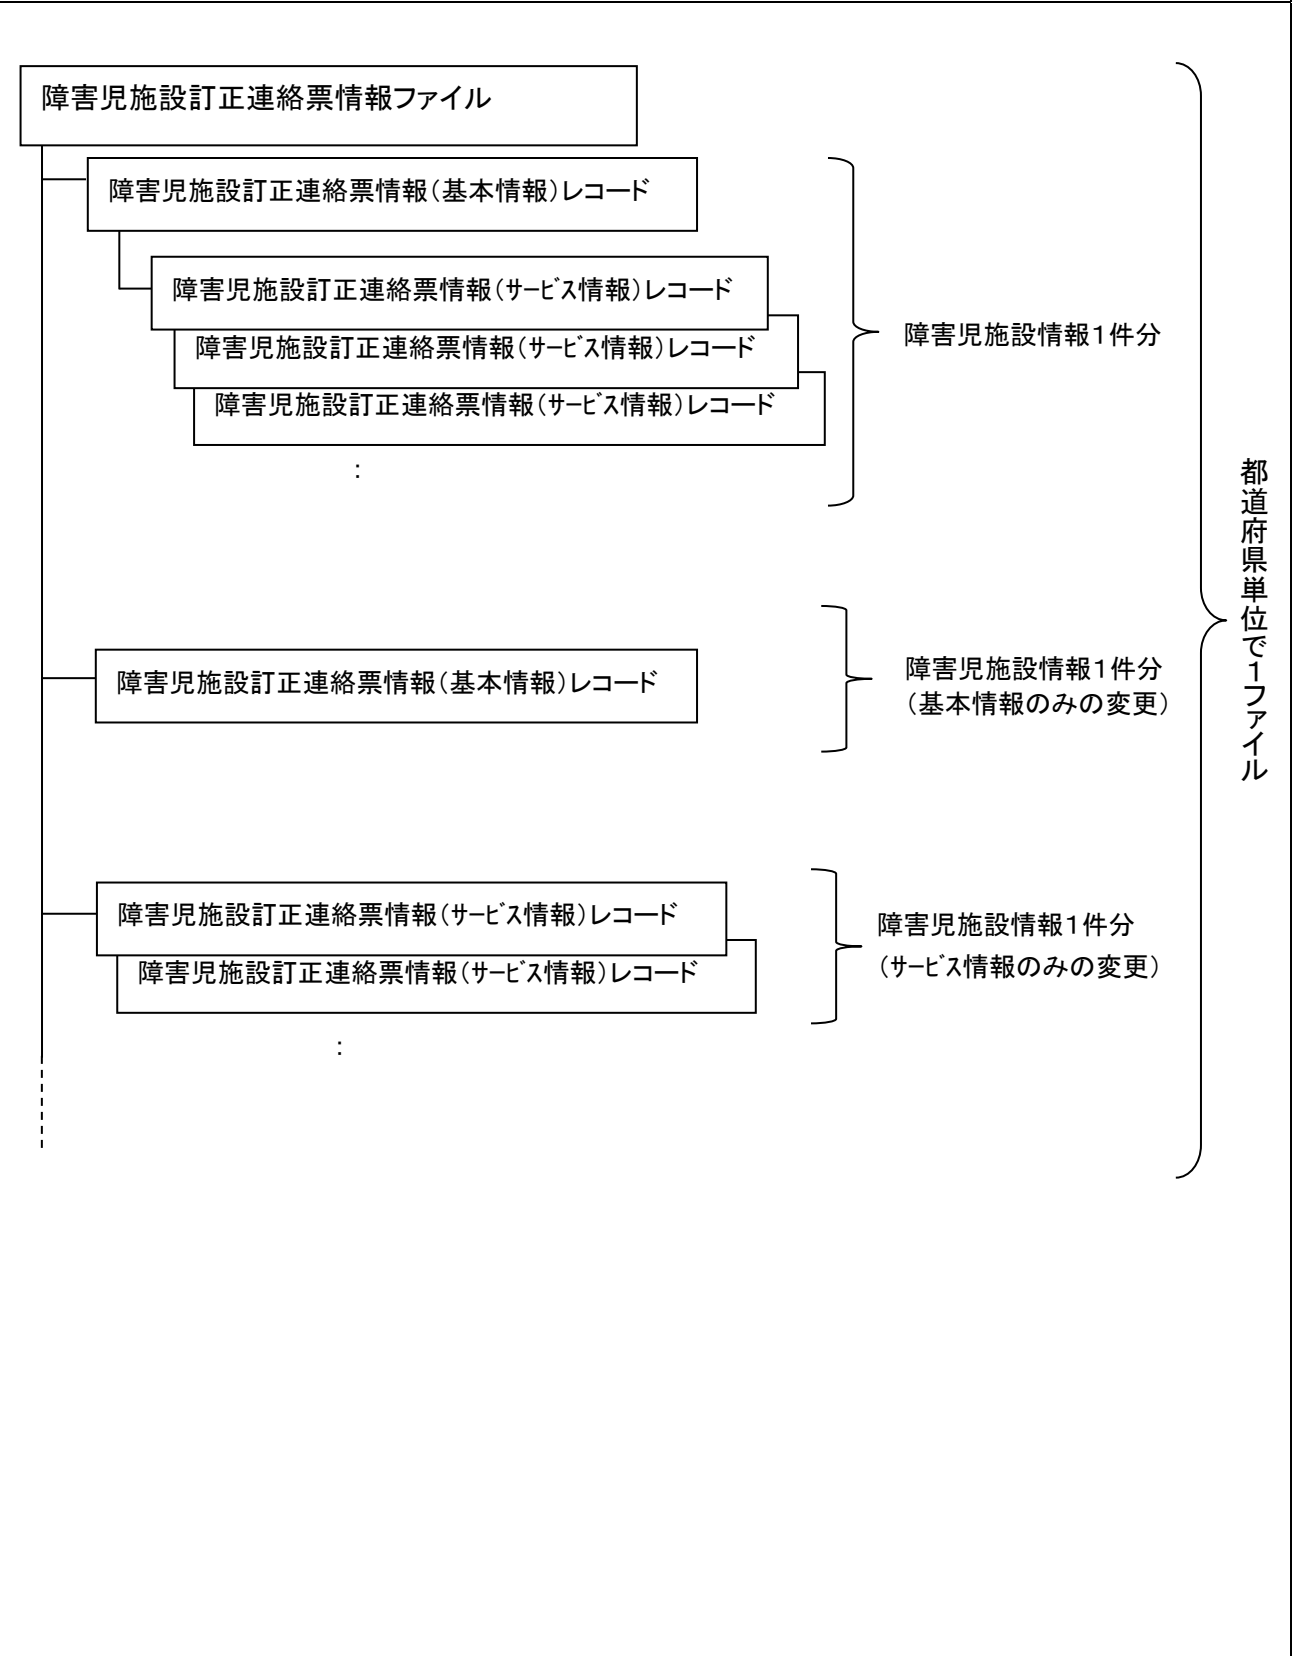 障害児施設訂正連絡票情報ファイル
障害児施設訂正連絡票情報(基本情報)レコード
障害児施設訂正連絡票情報(ｻｰﾋﾞｽ情報)レコード
障害児施設訂正連絡票情報(ｻｰﾋﾞｽ情報)レコード
障害児施設訂正連絡票情報(ｻｰﾋﾞｽ情報)レコード
:
障害児施設情報１件分
障害児施設訂正連絡票情報(基本情報)レコード
障害児施設情報１件分
(基本情報のみの変更)
障害児施設訂正連絡票情報(ｻｰﾋﾞｽ情報)レコード
障害児施設訂正連絡票情報(ｻｰﾋﾞｽ情報)レコード
:
障害児施設情報１件分
(ｻｰﾋﾞｽ情報のみの変更)
都道府県単位で１ファイル